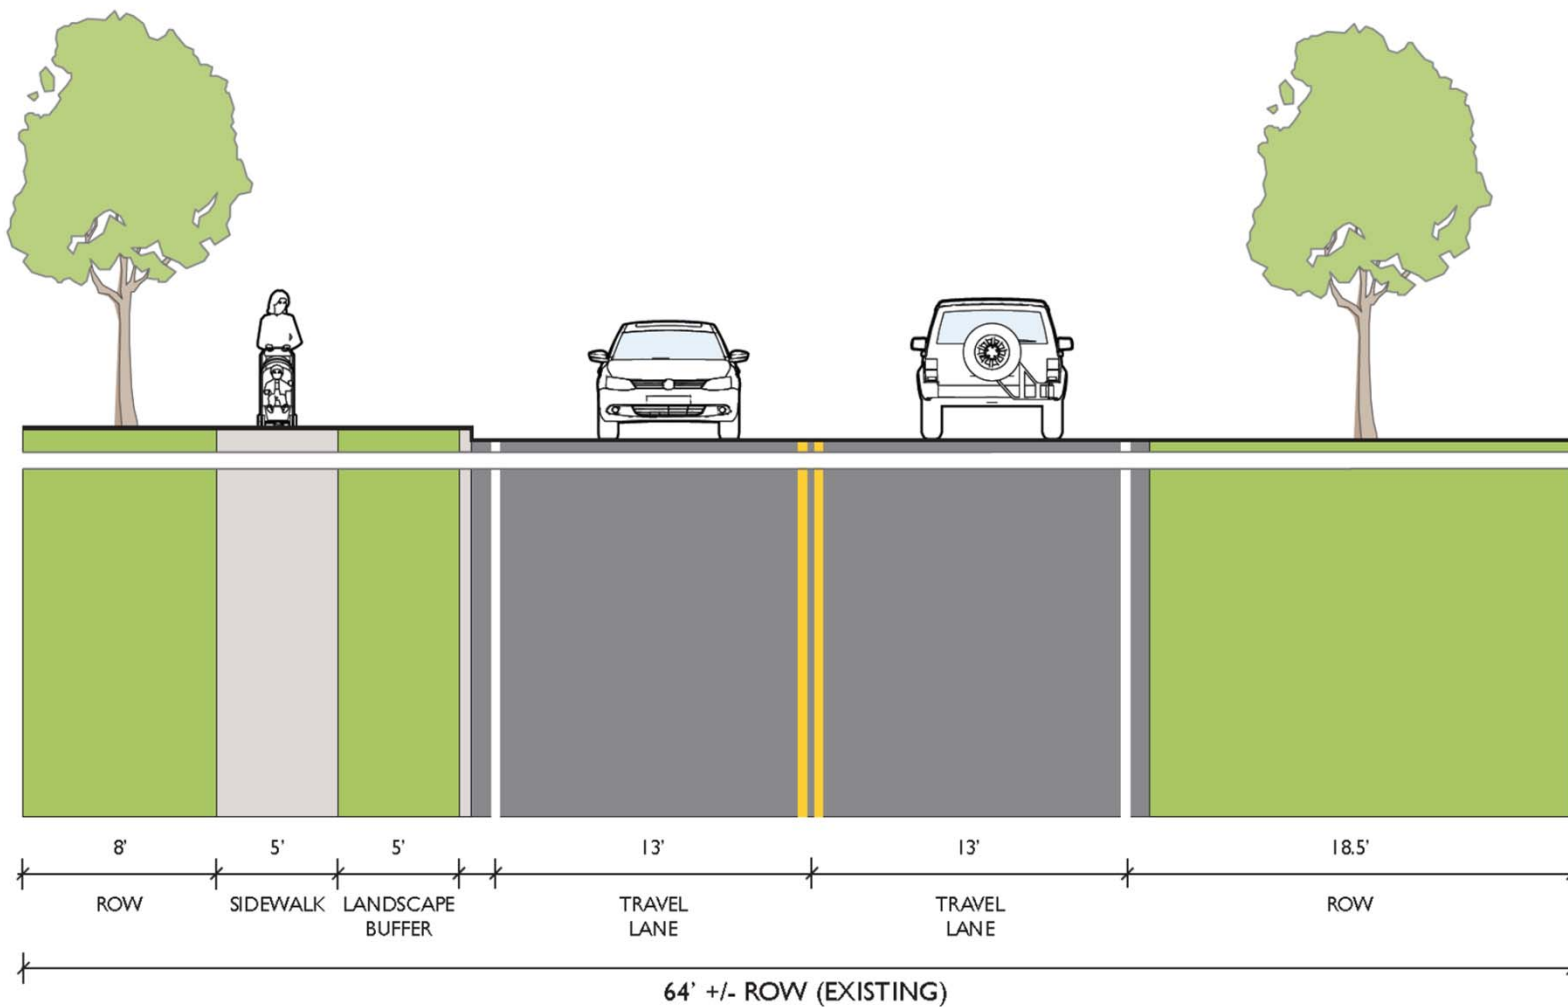 8' 5' 5' 13' 13' 18.5'
ROW SIDEWALK LANDSCAPE BUFFER TRAVEL LANE TRAVEL LANE ROW
64' +/- ROW (EXISTING)